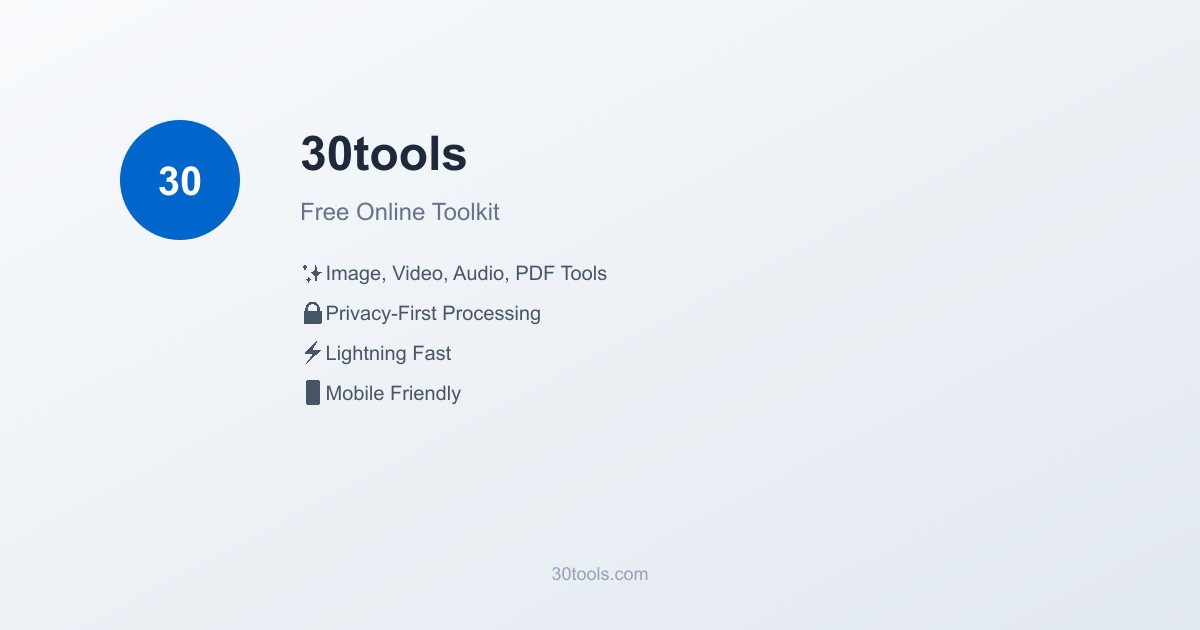 30
30tools
Free Online Toolkit
✨Image, Video, Audio, PDF Tools
🔒Privacy-First Processing
⚡Lightning Fast
Mobile Friendly
30tools.com